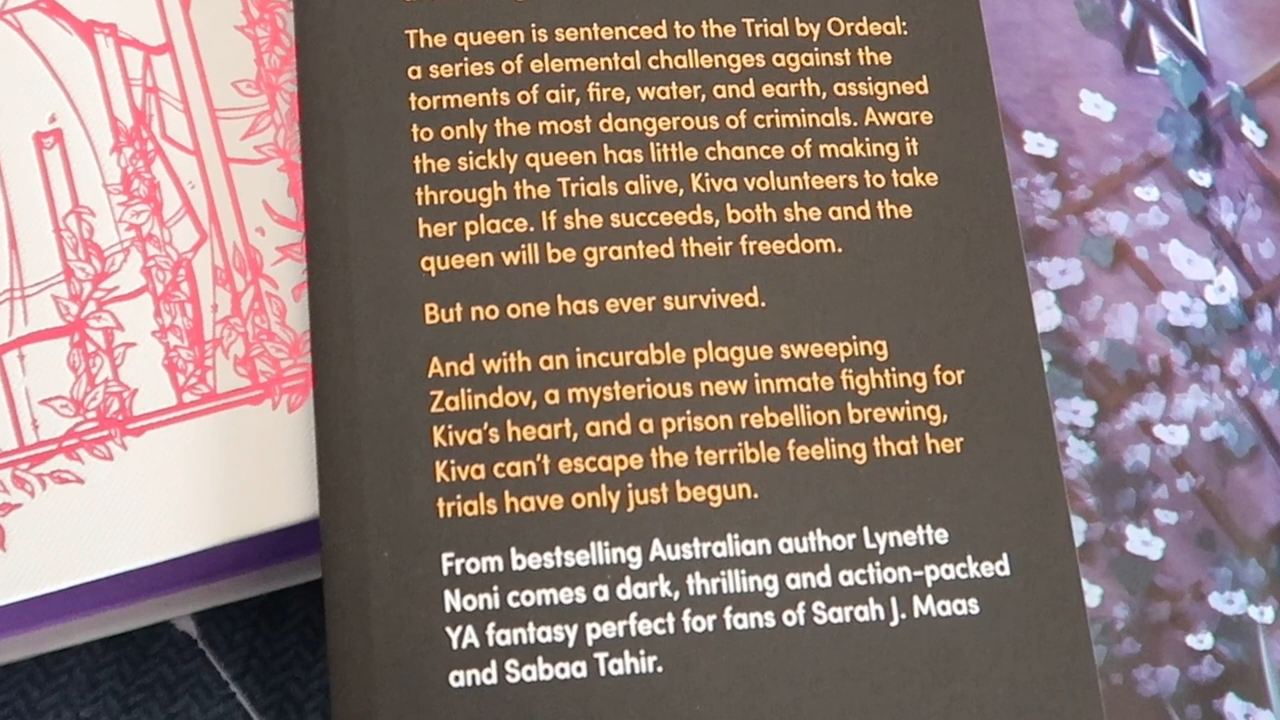 The queen is sentenced to the Trial by Ordeal:
a series of elemental challenges against the
torments of air, fire, water, and earth, assigned
to only the most dangerous of criminals. Aware
the sickly queen has little chance of making it
through the Trials alive, Kiva volunteers to take
her place. If she succeeds, both she and the
queen will be granted their freedom.
But no one has ever survived.
And with an incurable plague sweeping
Zalindov, a mysterious new inmate fighting for
Kiva's heart, and a prison rebellion brewing,
Kiva can't escape the terrible feeling that her
trials have only just begun.
From bestselling Australian author Lynette
Noni comes a dark, thrilling and action-packed
YA fantasy perfect for fans of Sarah J. Maas
and Sabaa Tahir.